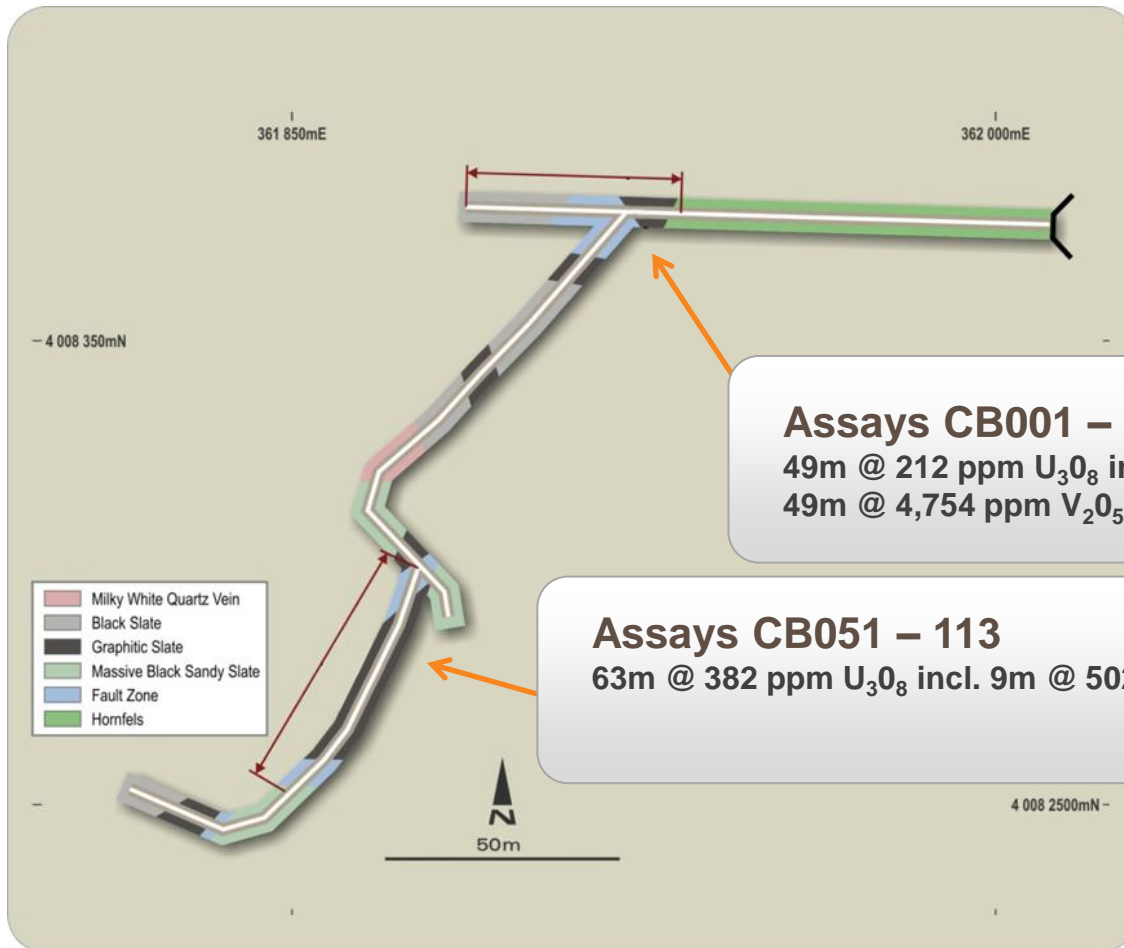 361 850mE
362 000mE
4 008 350mN
Assays CB001 –
49m @ 212 ppm U₃0₈
49m @ 4,754 ppm V₂0₅
Milky White Quartz Vein
Black Slate
Graphitic Slate
Massive Black Sandy Slate
Fault Zone
Hornfels
Assays CB051 – 113
63m @ 382 ppm U₃0₈ incl. 9m @
4 008 2500mN
N
50m